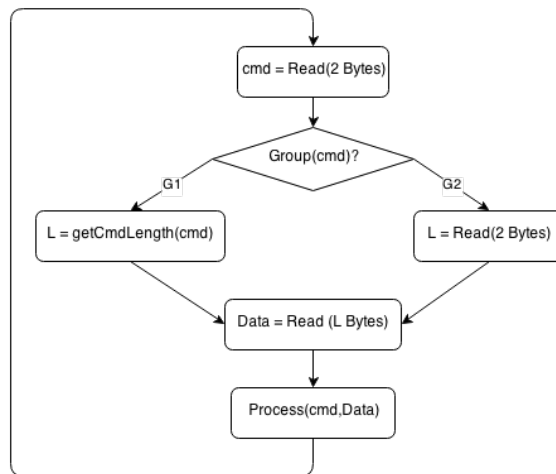 cmd = Read(2 Bytes)
Group(cmd)?
G1
G2
L = getCmdLength(cmd)
L = Read(2 Bytes)
Data = Read (L Bytes)
Process(cmd,Data)